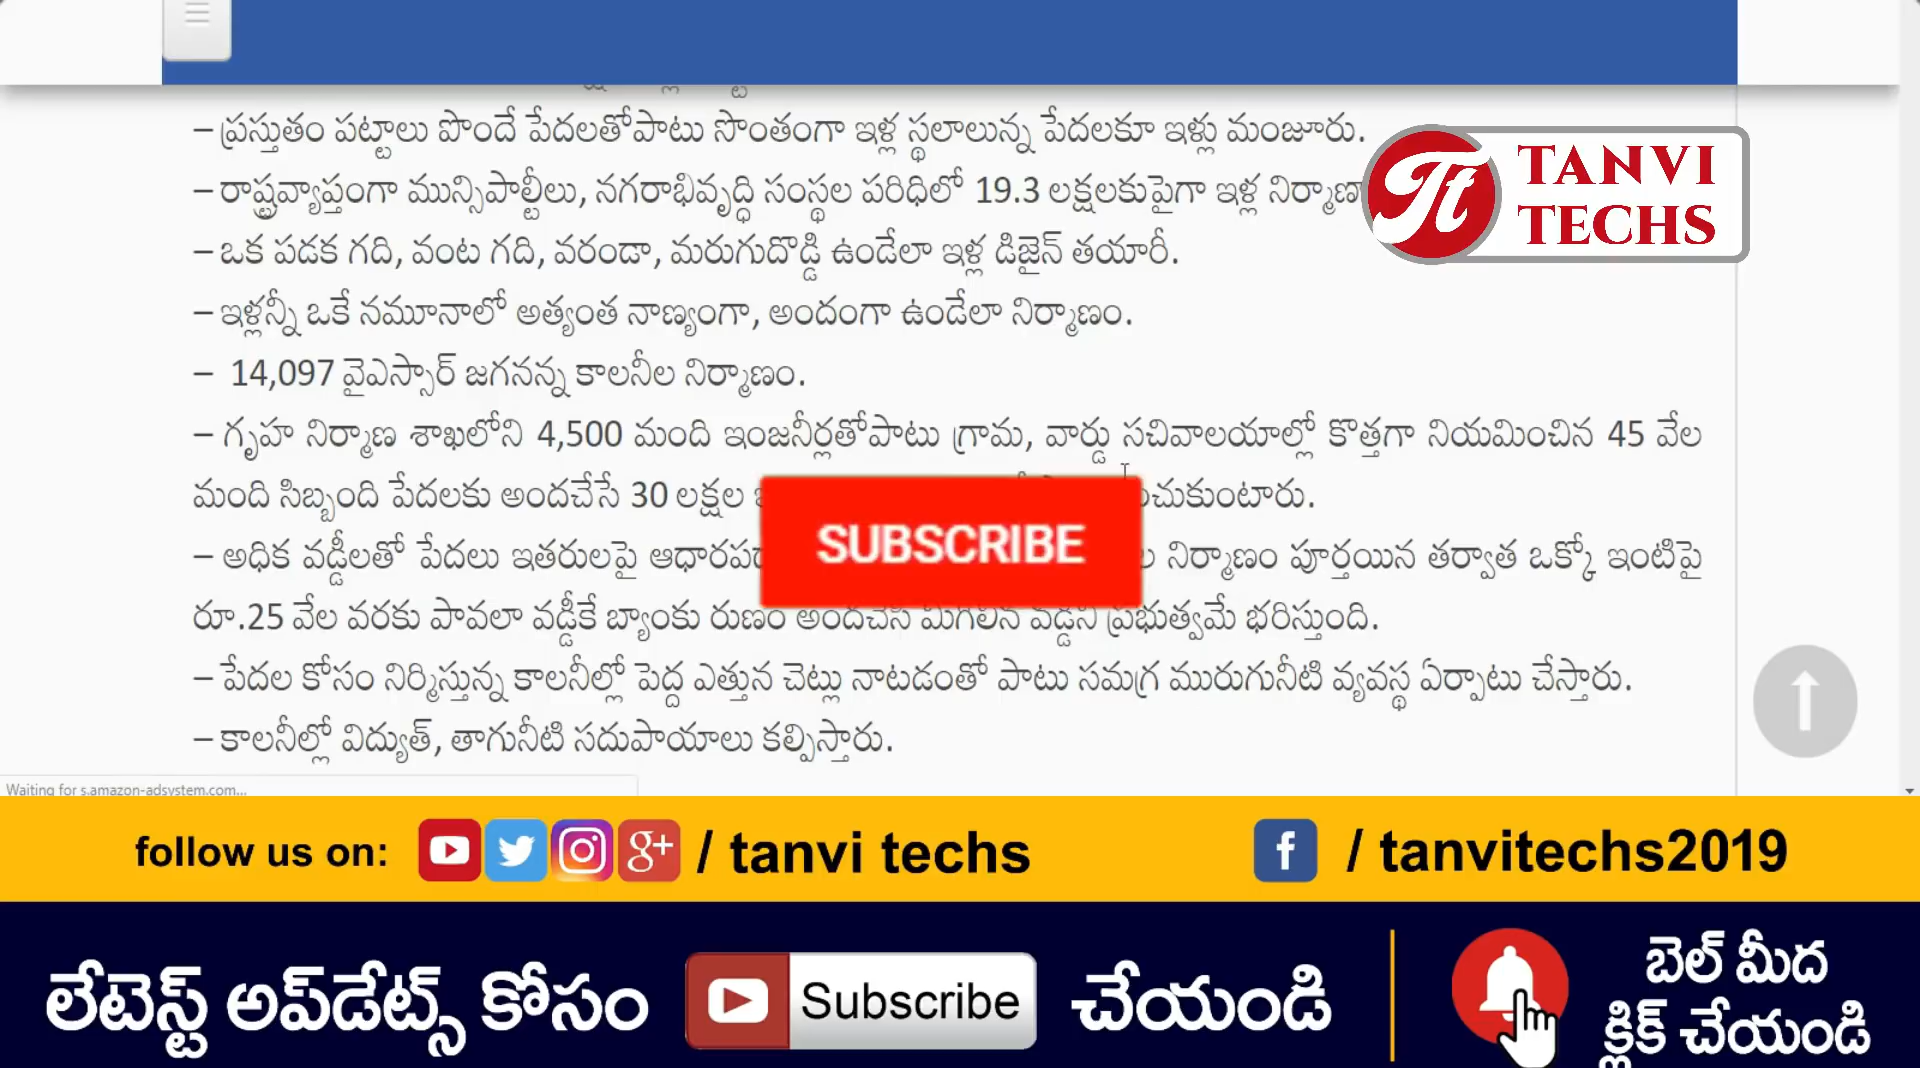 – ప్రస్తుతం పట్టాలు పొందే పేదలతోపాటు సొంతంగా ఇళ్ల స్థలాలున్న పేదలకూ ఇళ్లు మంజూరు.
– రాష్ట్రవ్యాప్తంగా మున్సిపాల్టీలు, నగరాభివృద్ధి సంస్థల పరిధిలో 19.3 లక్షలకుపైగా ఇళ్ల
TANVI
TECHS
– ఒక పడక గది, వంట గది, వరండా, మరుగుదొడ్డి ఉండేలా ఇళ్ల డిజైన్ తయారీ.
– ఇళ్లన్నీ ఒకే నమూనాలో అత్యంత నాణ్యంగా, అందంగా ఉండేలా నిర్మాణం.
– 14,097 వైఎస్సార్ జగనన్న కాలనీల నిర్మాణం.
– గృహ నిర్మాణ శాఖలోని 4,500 మంది ఇంజనీర్లతోపాటు గ్రామ, వార్డు సచివాలయాల్లో కొత్తగా నియమించిన 45 వేల
మంది సిబ్బంది పేదలకు అందచేసే 30 లక్షల
SUBSCRIBE
– అధిక వడ్డీలతో పేదలు ఇతరులపై నిర్మాణం పూర్తయిన తర్వాత ఒక్కో ఇంటిపై
రూ.25 వేల వరకు పావలా వడ్డీకే బ్యాంకు రుణం అందచేసి మిగిలిన వడ్డీని ప్రభుత్వమే భరిస్తుంది.
– పేదల కోసం నిర్మిస్తున్న కాలనీల్లో పెద్ద ఎత్తున చెట్లు నాటడంతో పాటు సమగ్ర మురుగునీటి వ్యవస్థ ఏర్పాటు చేస్తారు.
– కాలనీల్లో విద్యుత్, తాగునీటి సదుపాయాలు కల్పిస్తారు.
Waiting for s.amazon-adsystem.com...
follow us on: / tanvi techs
f / tanvitechs2019
లేటెస్ట్ అప్‌డేట్స్ కోసం Subscribe చేయండి
బెల్ మీద
క్లిక్ చేయండి